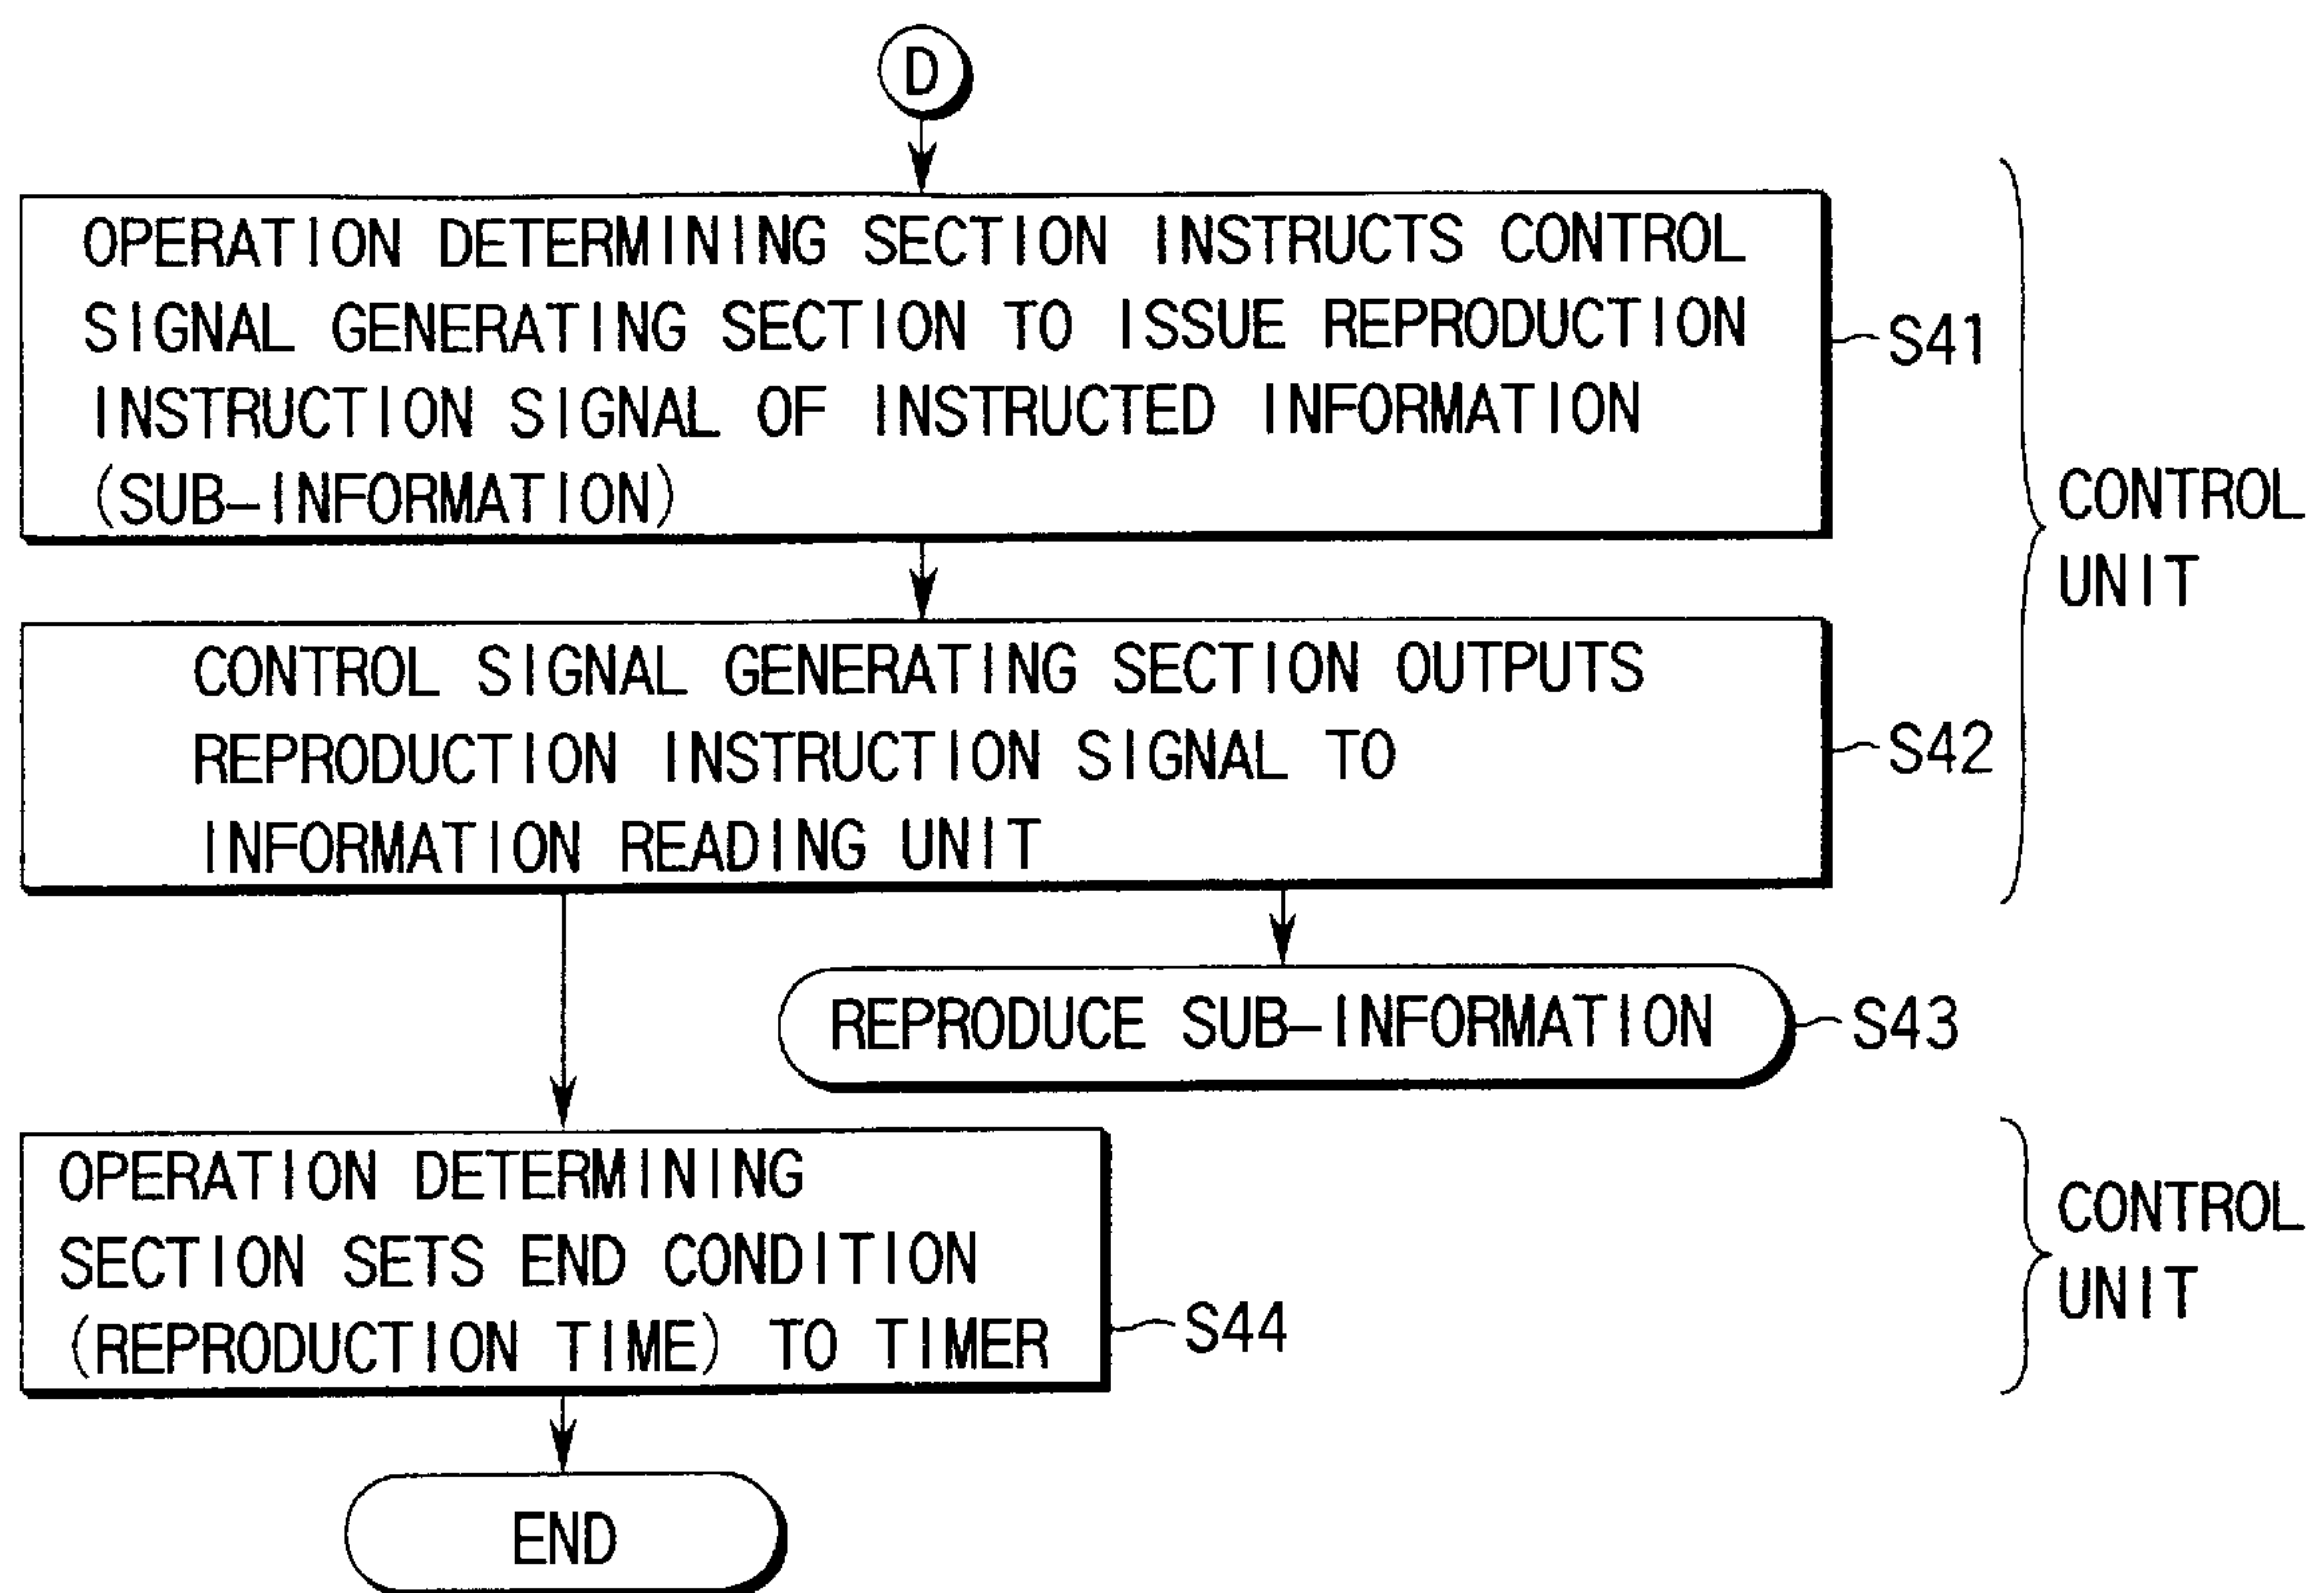 D
OPERATION DETERMINING SECTION INSTRUCTS CONTROL
SIGNAL GENERATING SECTION TO ISSUE REPRODUCTION
INSTRUCTION SIGNAL OF INSTRUCTED INFORMATION
(SUB-INFORMATION)
S41
CONTROL
UNIT
CONTROL SIGNAL GENERATING SECTION OUTPUTS
REPRODUCTION INSTRUCTION SIGNAL TO
INFORMATION READING UNIT
S42
REPRODUCE SUB-INFORMATION
S43
OPERATION DETERMINING
SECTION SETS END CONDITION
(REPRODUCTION TIME) TO TIMER
S44
CONTROL
UNIT
END